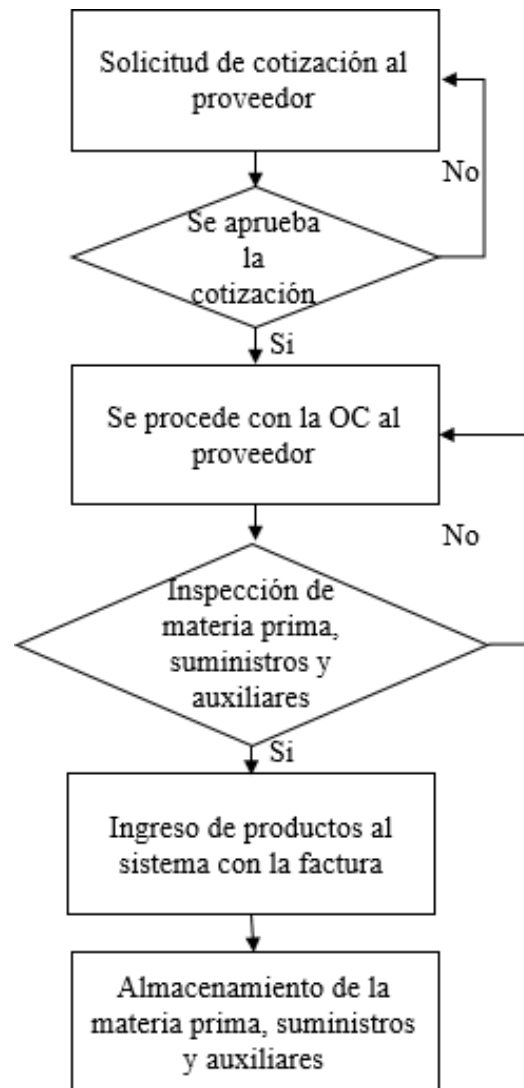 Solicitud de cotización al
proveedor
No
Se aprueba
la
cotización
Si
Se procede con la OC al
proveedor
No
Inspección de
materia prima,
suministros y
auxiliares
Si
Ingreso de productos al
sistema con la factura
Almacenamiento de la
materia prima, suministros
y auxiliares